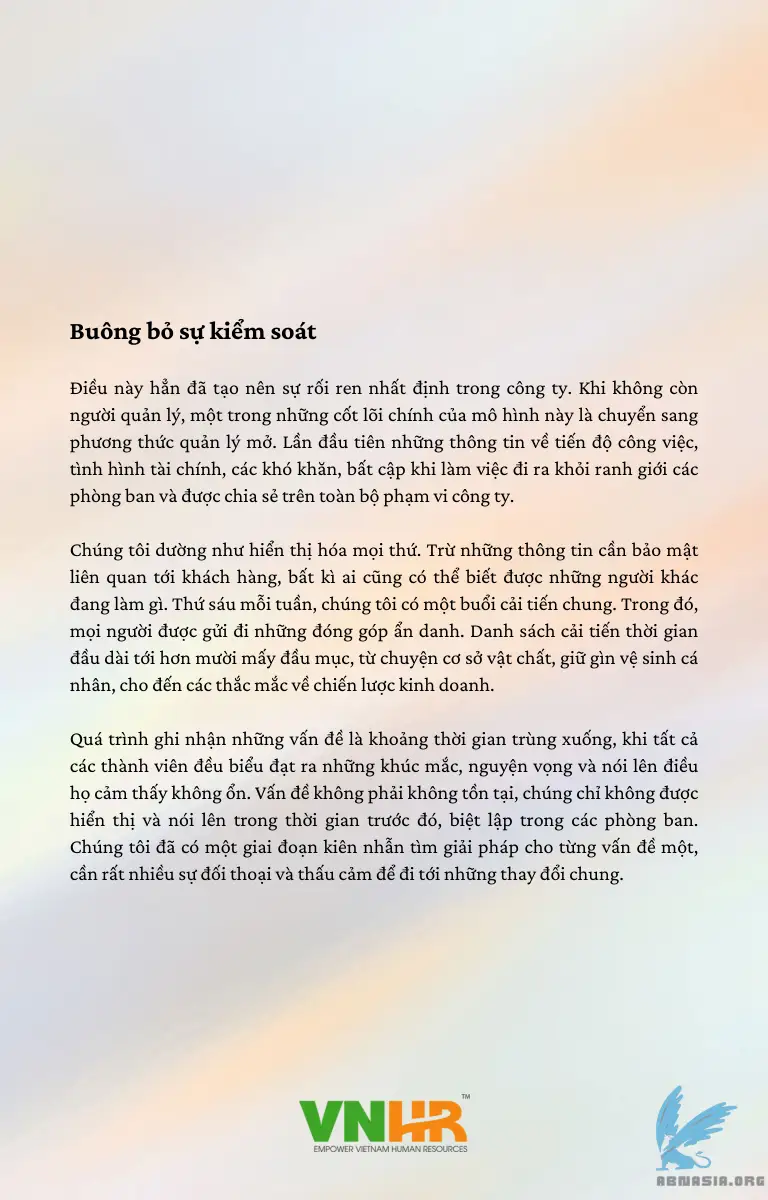 Buông bỏ sự kiểm soát
Điều này hẳn đã tạo nên sự rối ren nhất định trong công ty. Khi không còn
người quản lý, một trong những cốt lõi chính của mô hình này là chuyển sang
phương thức quản lý mở. Lần đầu tiên những thông tin về tiến độ công việc,
tình hình tài chính, các khó khăn, bất cập khi làm việc đi ra khỏi ranh giới các
phòng ban và được chia sẻ trên toàn bộ phạm vi công ty.
Chúng tôi dường như hiển thị hóa mọi thứ. Trừ những thông tin cần bảo mật
liên quan tới khách hàng, bất kì ai cũng có thể biết được những người khác
đang làm gì. Thứ sáu mỗi tuần, chúng tôi có một buổi cải tiến chung. Trong đó,
mọi người được gửi đi những đóng góp ẩn danh. Danh sách cải tiến thời gian
đầu dài tới hơn mười mấy đầu mục, từ chuyện cơ sở vật chất, giữ gìn vệ sinh cá
nhân, cho đến các thắc mắc về chiến lược kinh doanh.
Quá trình ghi nhận những vấn đề là khoảng thời gian trùng xuống, khi tất cả
các thành viên đều biểu đạt ra những khúc mắc, nguyện vọng và nói lên điều
họ cảm thấy không ổn. Vấn đề không phải không tồn tại, chúng chỉ không được
hiển thị và nói lên trong thời gian trước đó, biệt lập trong các phòng ban.
Chúng tôi đã có một giai đoạn kiên nhẫn tìm giải pháp cho từng vấn đề một,
cần rất nhiều sự đối thoại và thấu cảm để đi tới những thay đổi chung.
VNHR™
EMPOWER VIETNAM HUMAN RESOURCES
ABNASIA.ORG